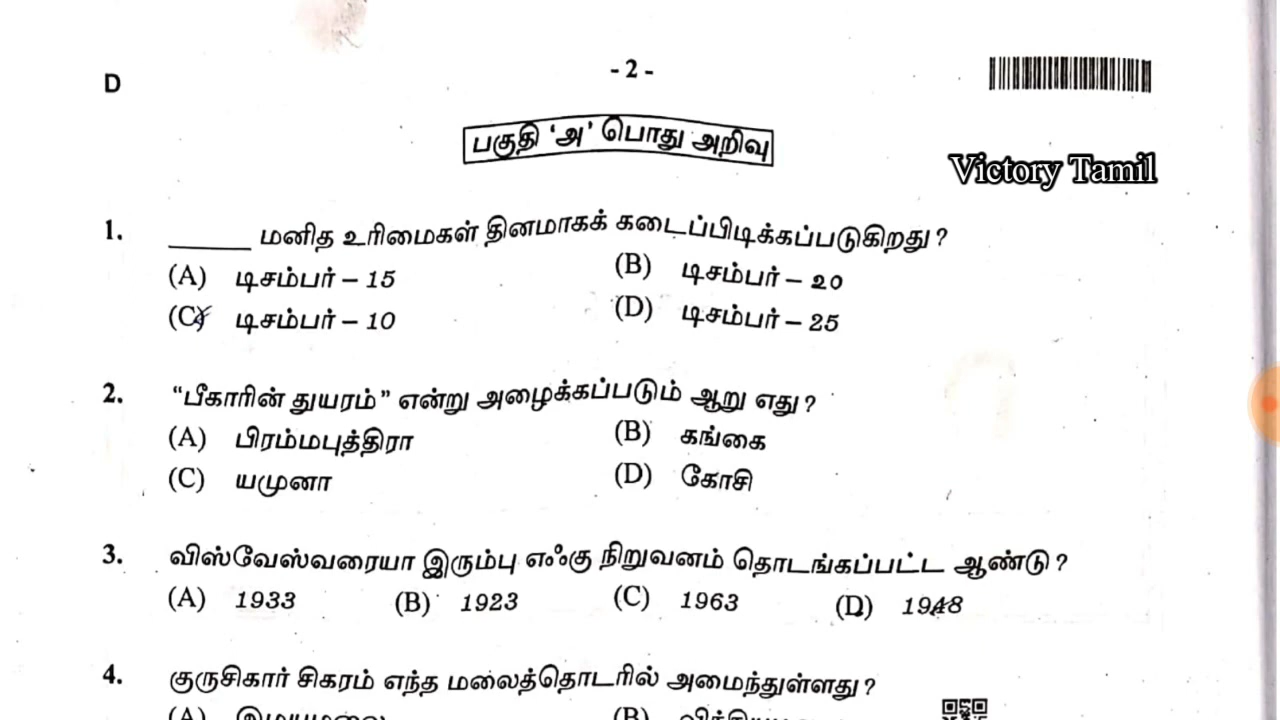 D
- 2 -
பகுதி ‘அ’ பொது அறிவு
Victory Tamil
1. ______ மனித உரிமைகள் தினமாகக் கடைப்பிடிக்கப்படுகிறது?
(A) டிசம்பர் – 15 (B) டிசம்பர் – 20
(C) டிசம்பர் – 10 (D) டிசம்பர் – 25
2. “பீகாரின் துயரம்” என்று அழைக்கப்படும் ஆறு எது?
(A) பிரம்மபுத்திரா (B) கங்கை
(C) யமுனா (D) கோசி
3. விஸ்வேஸ்வரையா இரும்பு எஃகு நிறுவனம் தொடங்கப்பட்ட ஆண்டு?
(A) 1933 (B) 1923 (C) 1963 (D) 1948
4. குருசிகார் சிகரம் எந்த மலைத்தொடரில் அமைந்துள்ளது?
(A) இமயமலை (B)